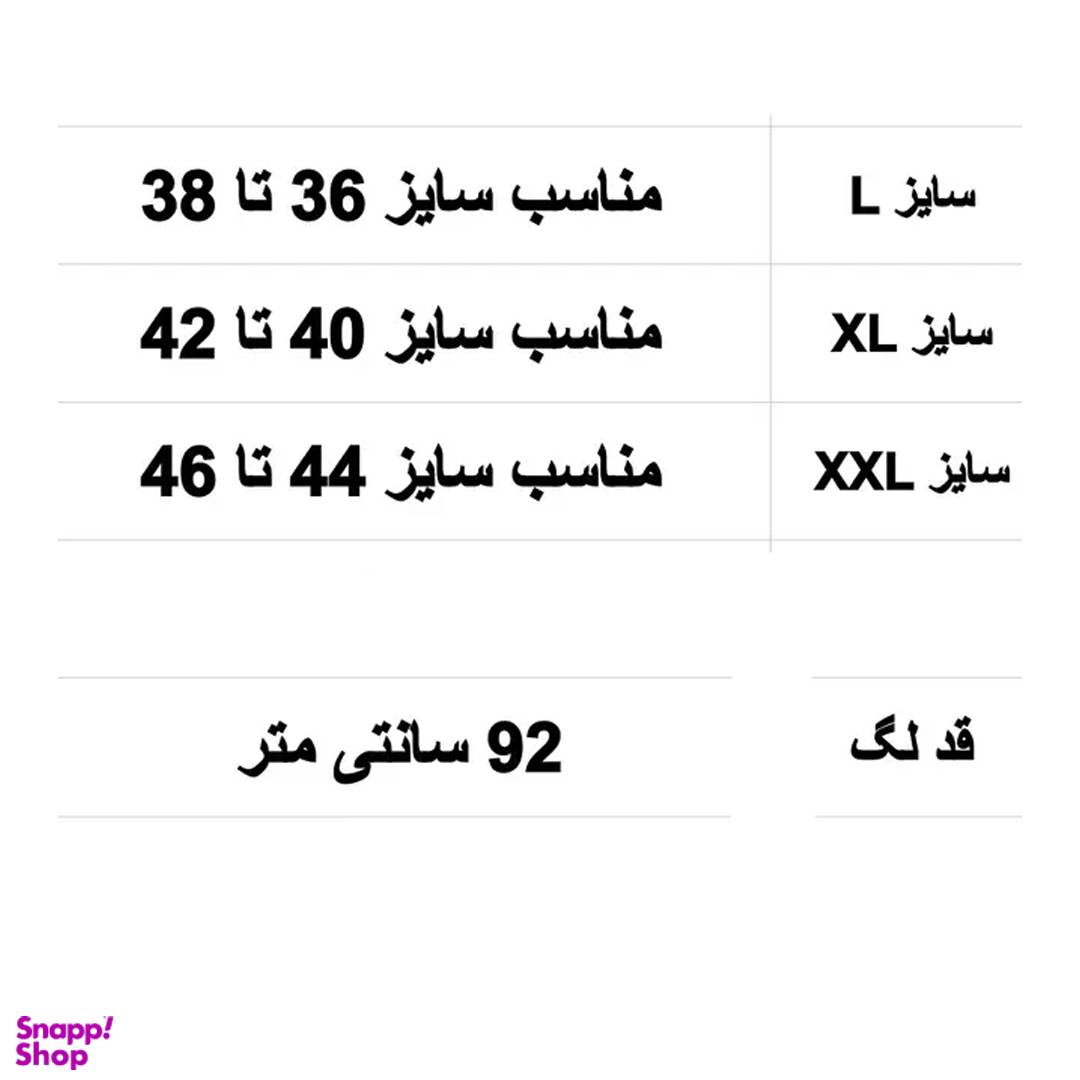 سایز L مناسب سایز 36 تا 38
سایز XL مناسب سایز 40 تا 42
سایز XXL مناسب سایز 44 تا 46
قد لگ 92 سانتی متر
Snapp!
Shop